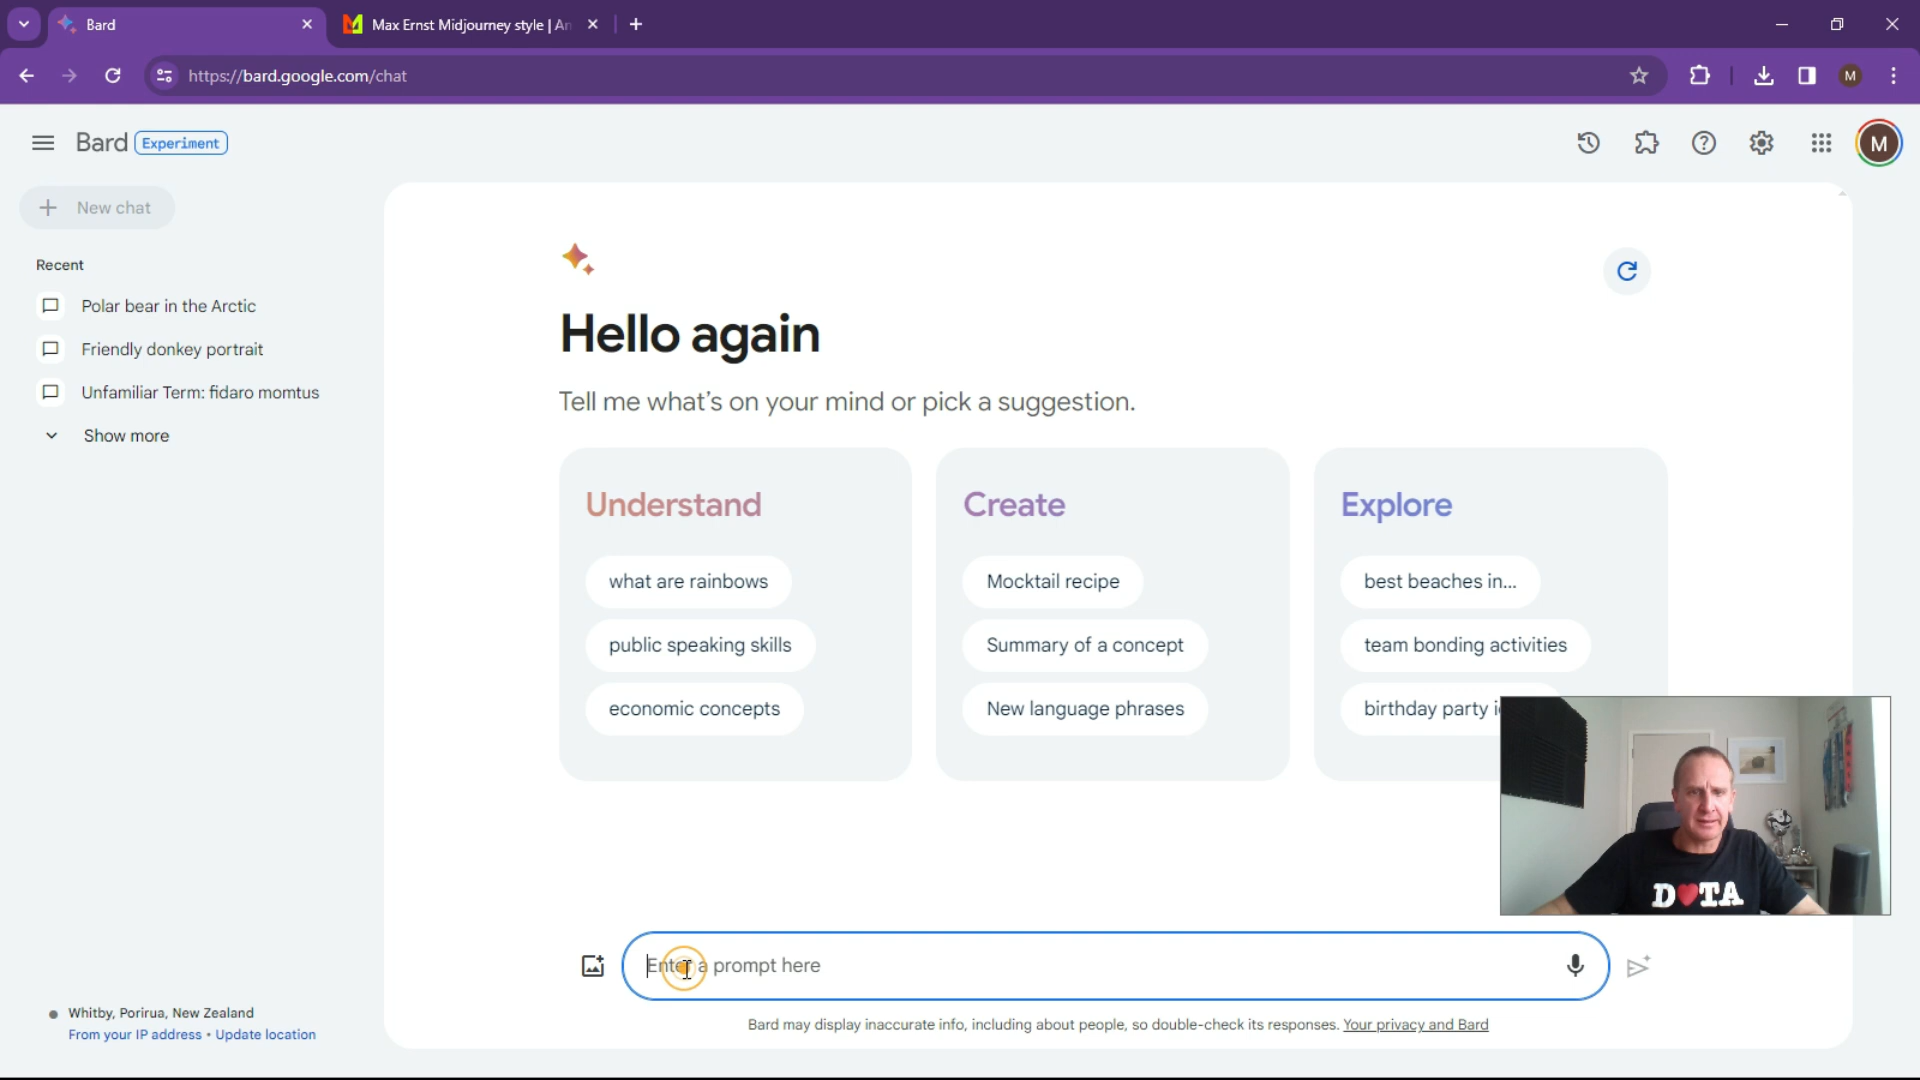 Bard
Max Ernst Midjourney style | An
https://bard.google.com/chat
M
Bard Experiment
M
New chat
Recent
Polar bear in the Arctic
Friendly donkey portrait
Unfamiliar Term: fidaro momtus
Show more
Hello again
Tell me what's on your mind or pick a suggestion.
Understand
what are rainbows
public speaking skills
economic concepts
Create
Mocktail recipe
Summary of a concept
New language phrases
Explore
best beaches in...
team bonding activities
birthday party i
D♥TA
Enter a prompt here
Whitby, Porirua, New Zealand
From your IP address • Update location
Bard may display inaccurate info, including about people, so double-check its responses. Your privacy and Bard